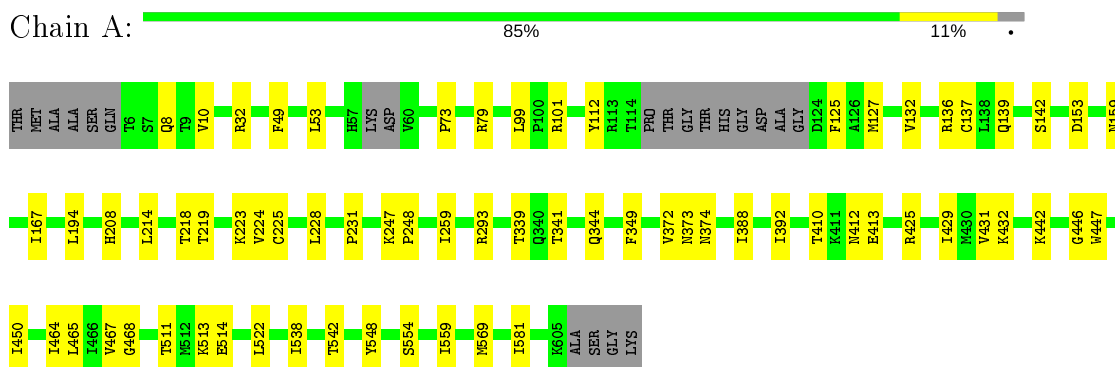 Chain A:
85% 11% •
THR MET ALA ALA SER GLN T6 S7 Q8 T9 V10 R32 F49 L53 H57 LYS ASP V60 P73 R79 L99 P100 R101 Y112 R113 T114 PRO THR GLY THR HIS GLY ASP ALA GLY D124 F125 A126 M127 V132 R136 C137 L138 Q139 S142 D153
I167 L194 H208 L214 T218 T219 K223 V224 C225 L228 P231 K247 P248 I259 R293 T339 Q340 T341 Q344 F349 V372 N373 N374 I388 I392 T410 K411 N412 E413 R425 I429 M430 V431 K432 K442 G446 W447
I450 I464 L465 I466 V467 G468 T511 M512 K513 E514 L522 I538 T542 Y548 S554 I559 M569 I581 K605 ALA SER GLY LYS